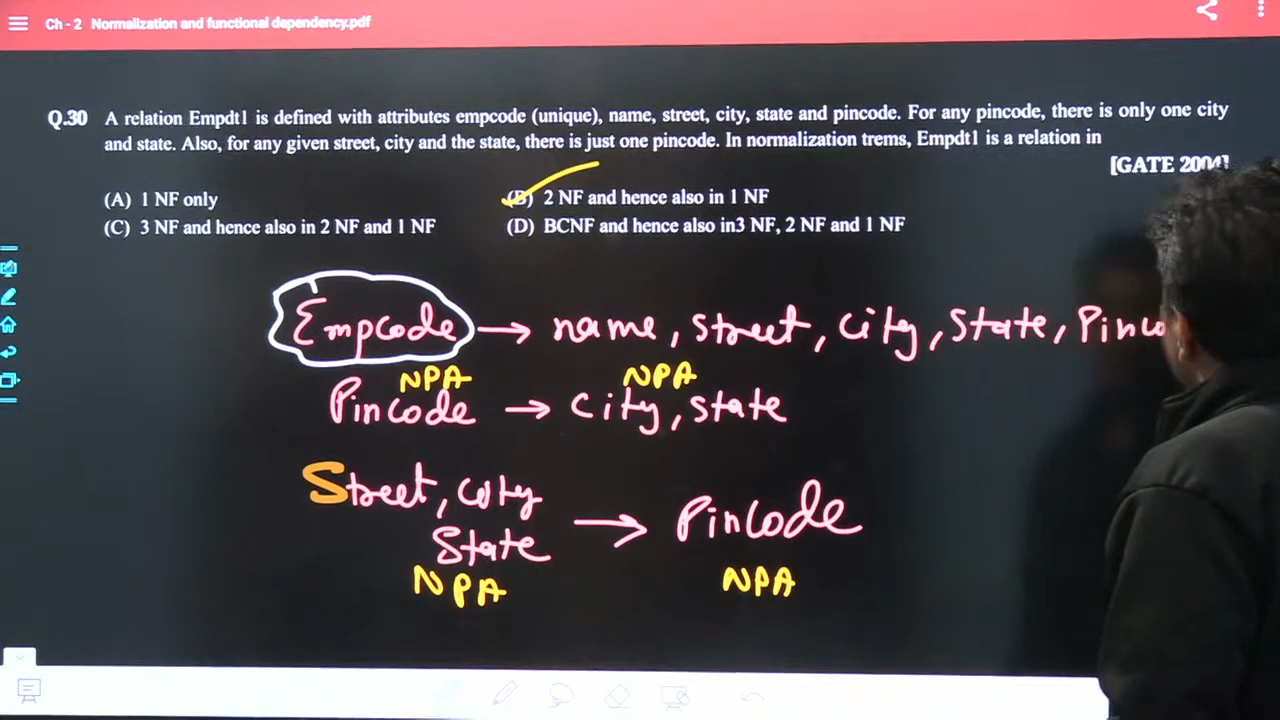 Ch - 2 Normalization and functional dependency.pdf
Q.30 A relation Empdt1 is defined with attributes empcode (unique), name, street, city, state and pincode. For any pincode, there is only one city
and state. Also, for any given street, city and the state, there is just one pincode. In normalization trems, Empdt1 is a relation in
[GATE 2004]
(A) 1 NF only (B) 2 NF and hence also in 1 NF
(C) 3 NF and hence also in 2 NF and 1 NF (D) BCNF and hence also in3 NF, 2 NF and 1 NF
Empcode → name, Street, City, State, Pinco
NPA NPA
Pincode → City, State
Street, City
State → Pincode
NPA NPA